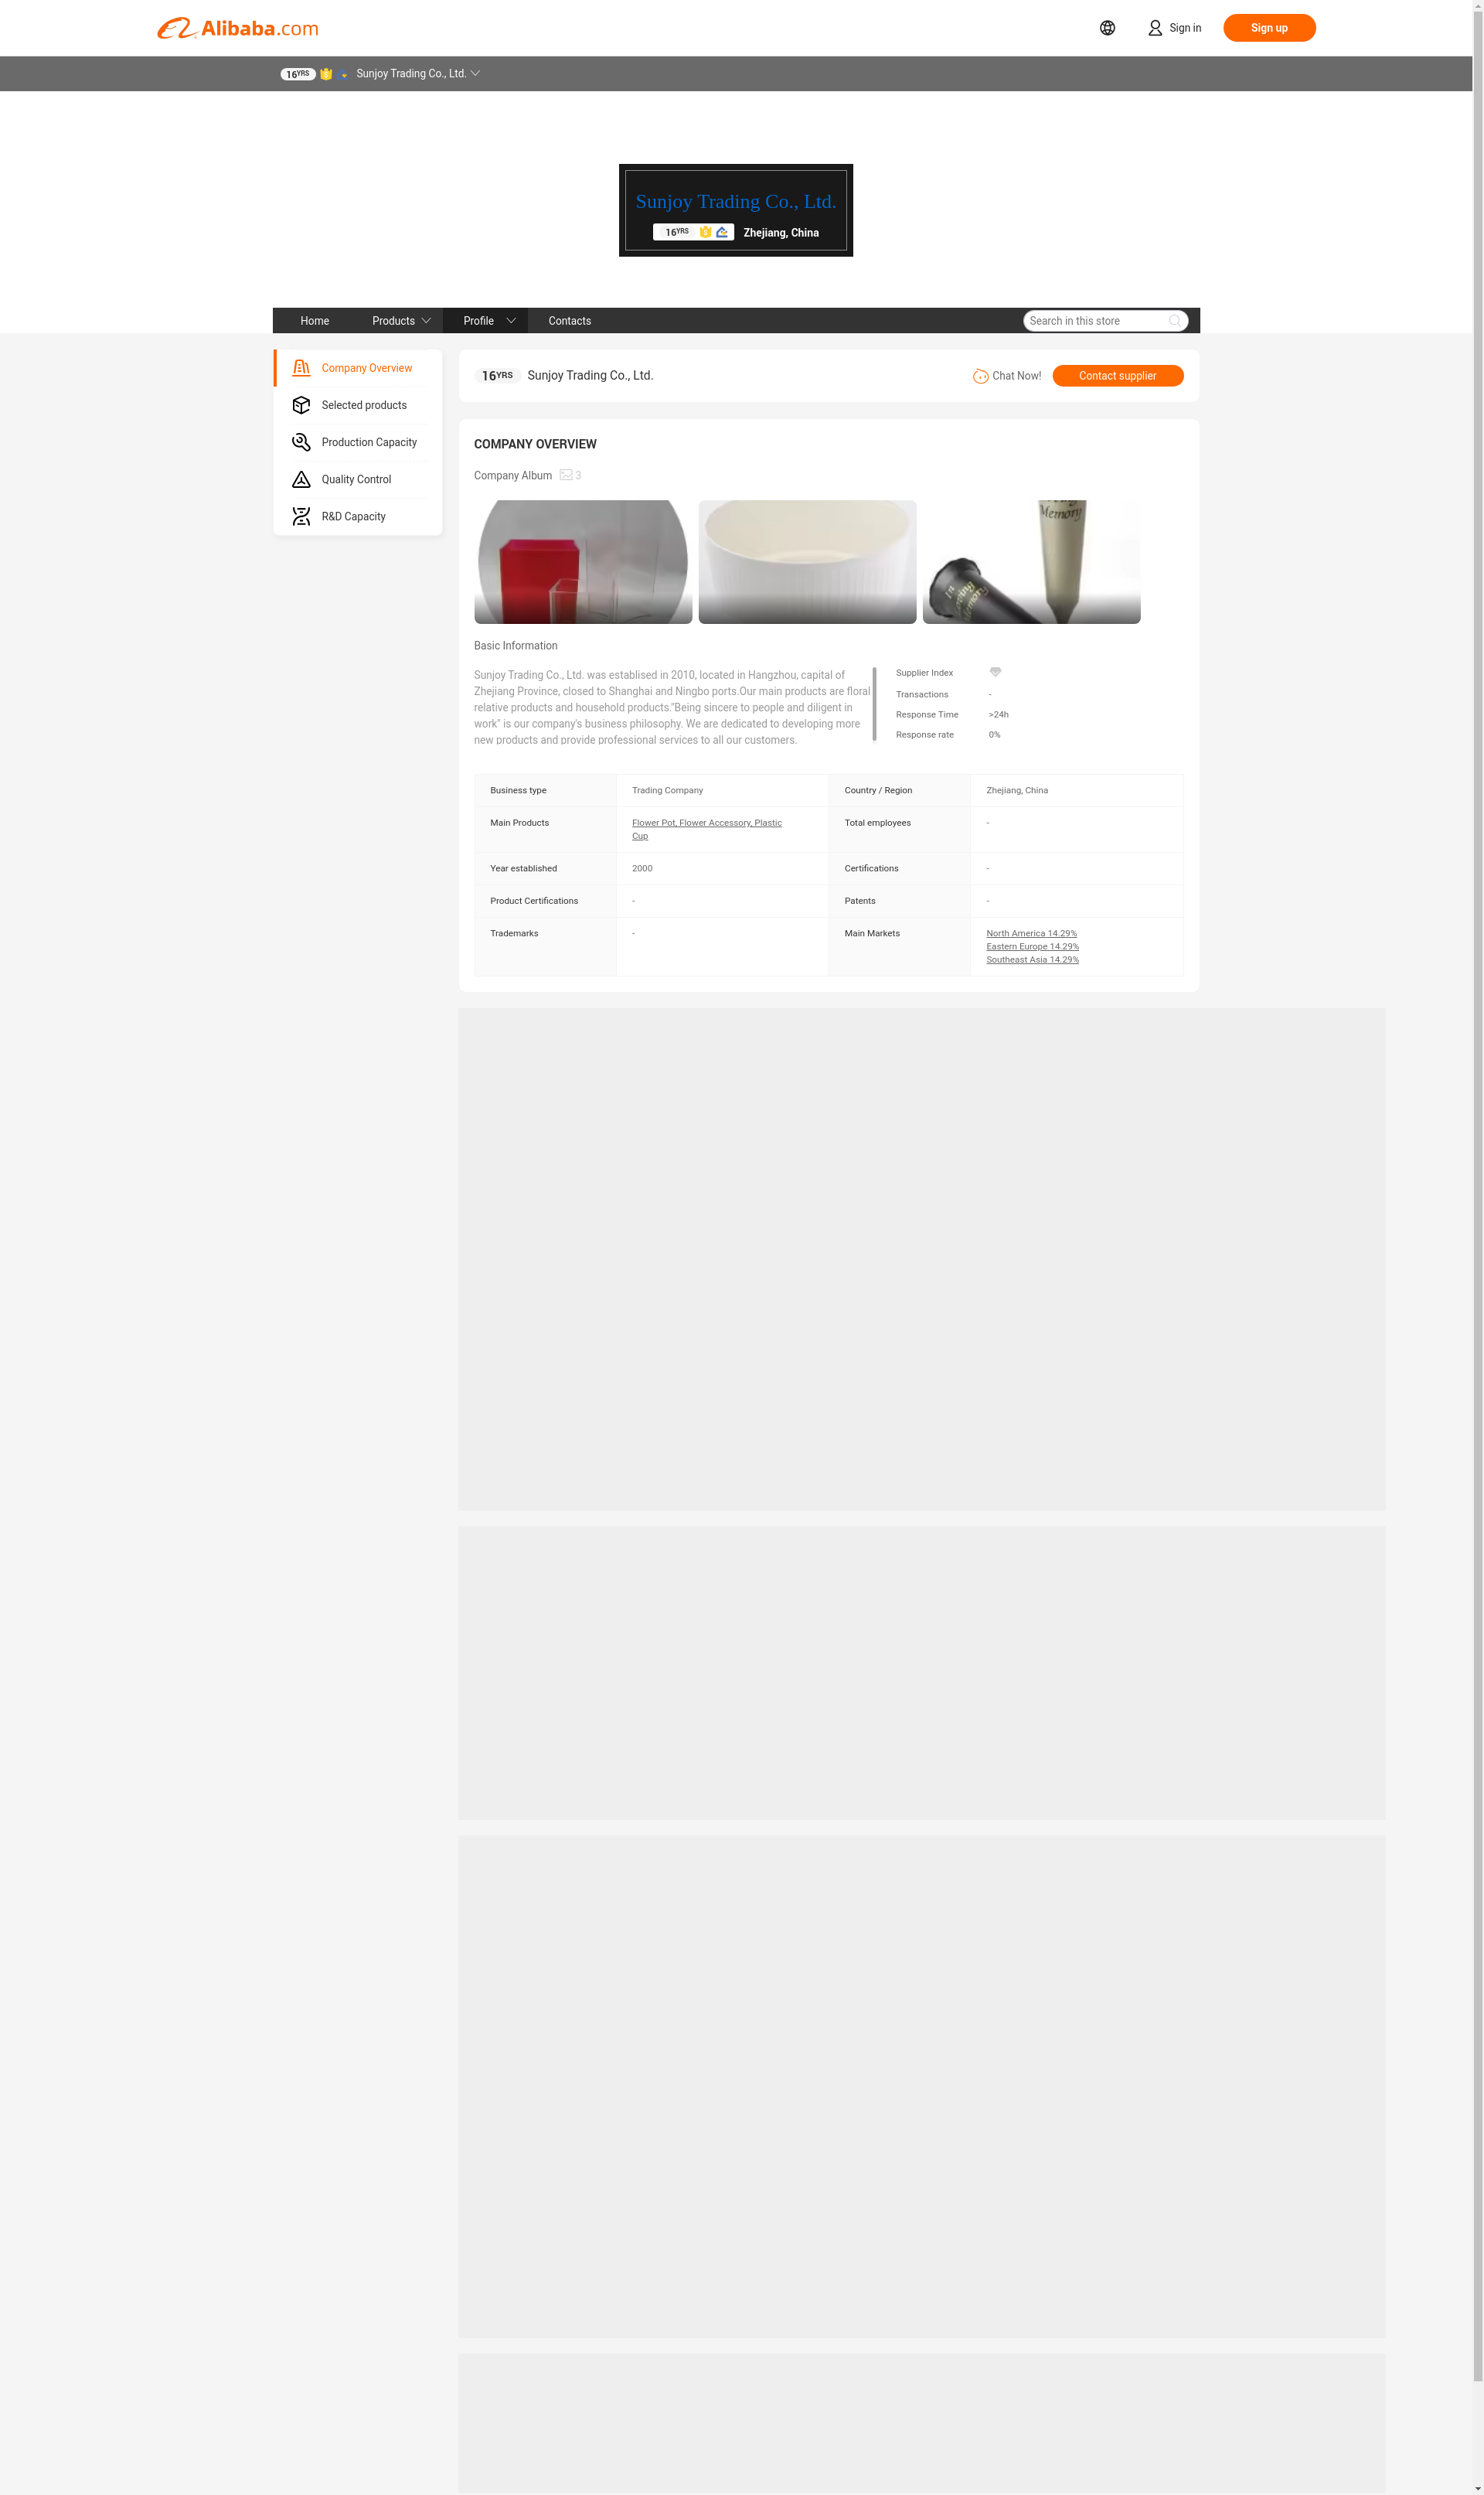 Alibaba.com
Sign in
Sign up
16YRS Sunjoy Trading Co., Ltd.
Sunjoy Trading Co., Ltd.
16YRS Zhejiang, China
Home Products Profile Contacts Search in this store
Company Overview
Selected products
Production Capacity
Quality Control
R&D Capacity
16YRS Sunjoy Trading Co., Ltd. Chat Now! Contact supplier
COMPANY OVERVIEW
Company Album 3
Memory
In
Loving
Memory
Basic Information
Sunjoy Trading Co., Ltd. was establised in 2010, located in Hangzhou, capital of
Zhejiang Province, closed to Shanghai and Ningbo ports.Our main products are floral
relative products and household products."Being sincere to people and diligent in
work" is our company's business philosophy. We are dedicated to developing more
new products and provide professional services to all our customers.
Supplier Index
Transactions -
Response Time >24h
Response rate 0%
Business type Trading Company Country / Region Zhejiang, China
Main Products Flower Pot, Flower Accessory, Plastic Total employees -
Cup
Year established 2000 Certifications -
Product Certifications - Patents -
Trademarks - Main Markets North America 14.29%
Eastern Europe 14.29%
Southeast Asia 14.29%